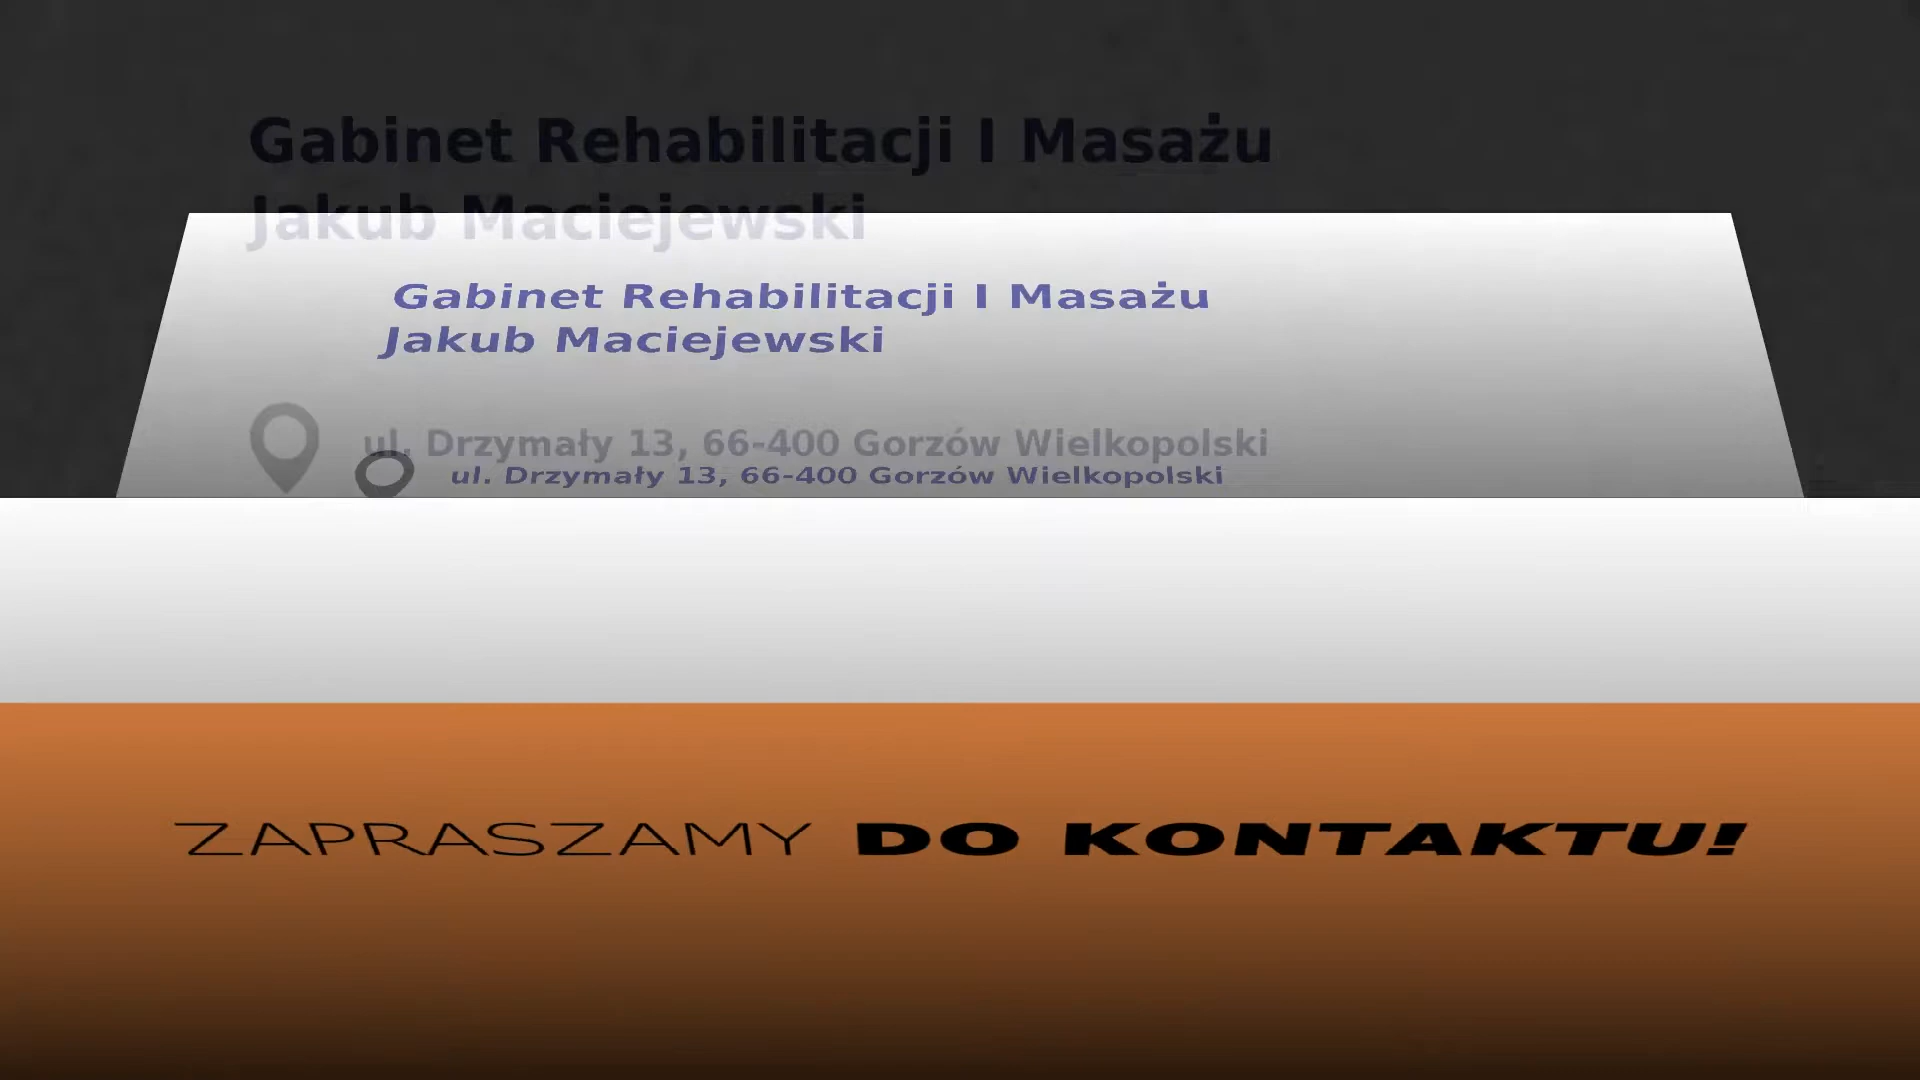 Gabinet Rehabilitacji I Masażu
Jakub Maciejewski
Gabinet Rehabilitacji I Masażu
Jakub Maciejewski
ul. Drzymały 13, 66-400 Gorzów Wielkopolski
ul. Drzymały 13, 66-400 Gorzów Wielkopolski
ZAPRASZAMY DO KONTAKTU!